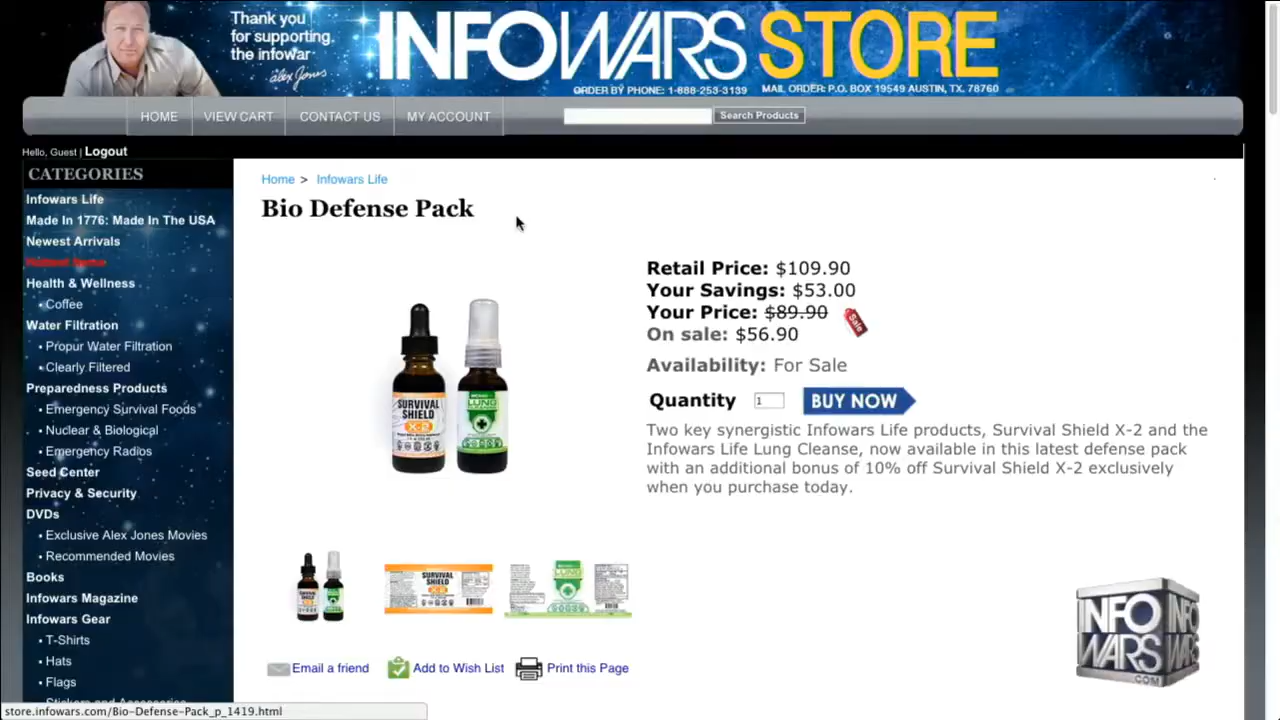 Thank you
for supporting
the infowar
Alex Jones
INFOWARS STORE
ORDER BY PHONE: 1-888-253-3139
MAIL ORDER: P.O. BOX 19549 AUSTIN, TX. 78760
HOME
VIEW CART
CONTACT US
MY ACCOUNT
Search Products
Hello, Guest | Logout
CATEGORIES
Infowars Life
Made In 1776: Made In The USA
Newest Arrivals
Health & Wellness
• Coffee
Water Filtration
• Propur Water Filtration
• Clearly Filtered
Preparedness Products
• Emergency Survival Foods
• Nuclear & Biological
• Emergency Radios
Seed Center
Privacy & Security
DVDs
• Exclusive Alex Jones Movies
• Recommended Movies
Books
Infowars Magazine
Infowars Gear
• T-Shirts
• Hats
• Flags
Home > Infowars Life
Bio Defense Pack
SURVIVAL
SHIELD
X-2
LUNG
Retail Price: $109.90
Your Savings: $53.00
Your Price: $89.90
Sale
On sale: $56.90
Availability: For Sale
Quantity 1 BUY NOW
Two key synergistic Infowars Life products, Survival Shield X-2 and the
Infowars Life Lung Cleanse, now available in this latest defense pack
with an additional bonus of 10% off Survival Shield X-2 exclusively
when you purchase today.
SURVIVAL
SHIELD
X-2
LUNG
Email a friend
Add to Wish List
Print this Page
INFO
WARS
.COM
store.infowars.com/Bio-Defense-Pack_p_1419.html